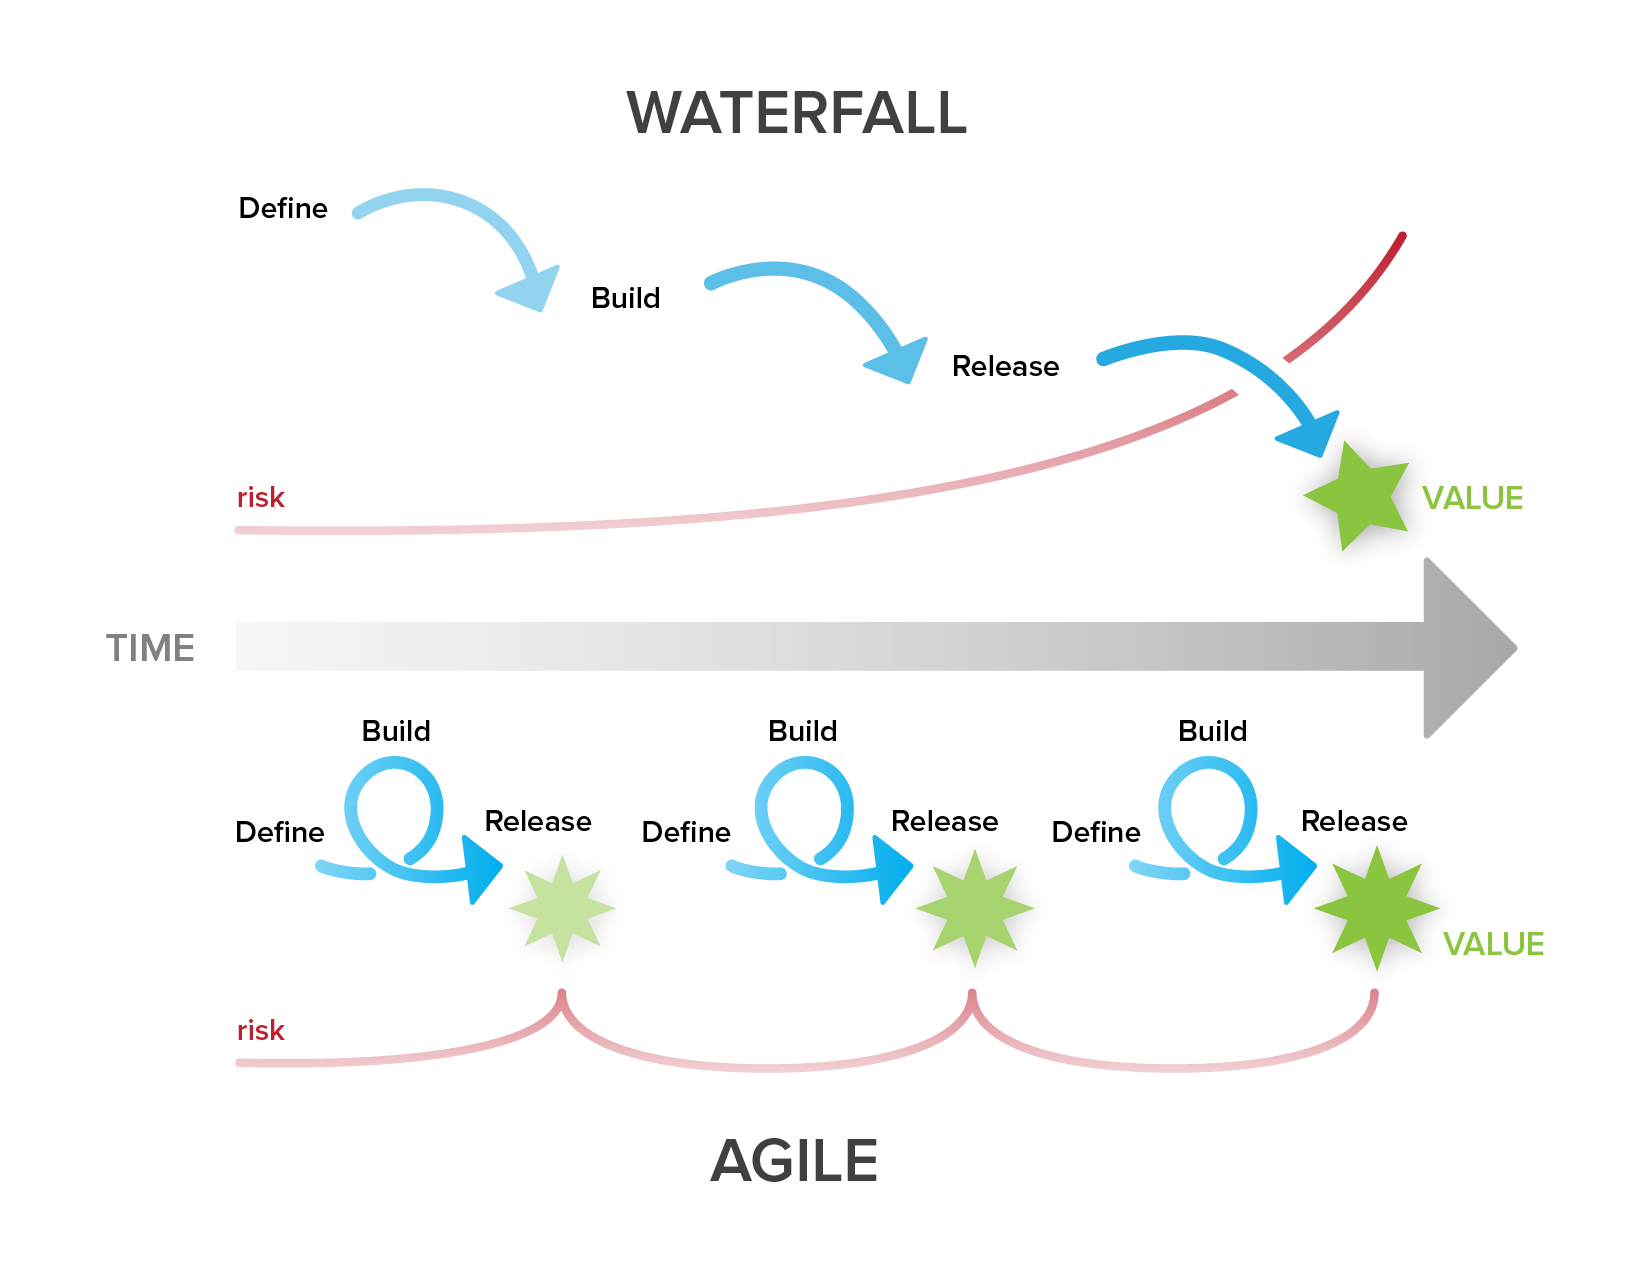 WATERFALL
Define
Build
Release
risk
VALUE
TIME
Build
Build
Build
Define
Release
Define
Release
Define
Release
VALUE
risk
AGILE